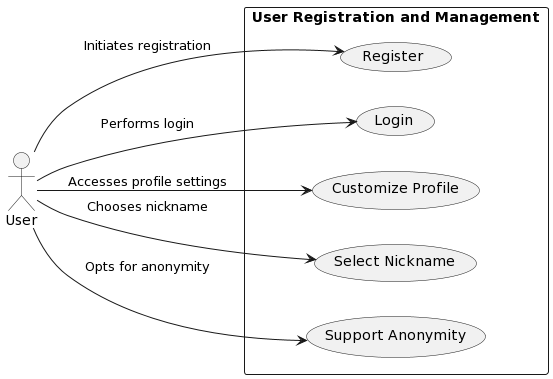 User Registration and Management
Initiates registration
Register
Performs login
Login
Accesses profile settings
Customize Profile
Chooses nickname
User
Select Nickname
Opts for anonymity
Support Anonymity